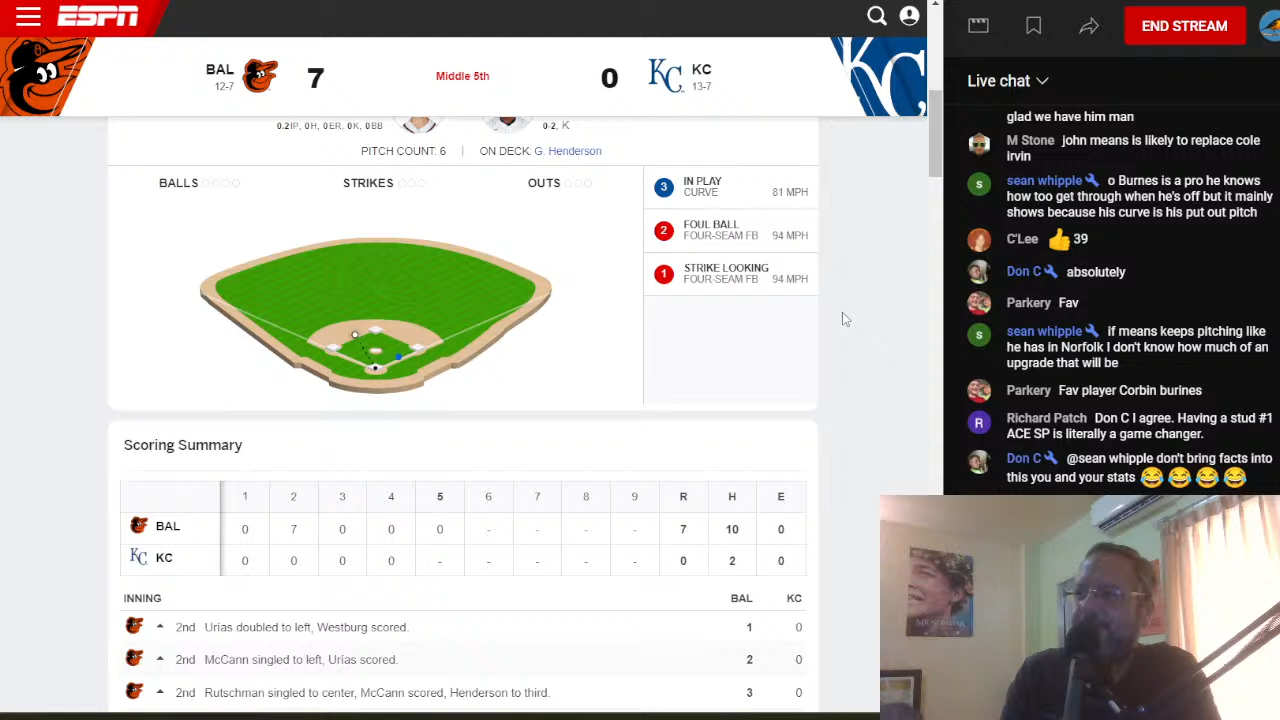 ESPN
BAL
12-7
7
Middle 5th
0
KC
KC
13-7
0.2IP, 0H, 0ER, 0K, 0BB
0-2, K
PITCH COUNT: 6 | ON DECK: G. Henderson
BALLS
STRIKES
OUTS
3 IN PLAY
CURVE 81 MPH
2 FOUL BALL
FOUR-SEAM FB 94 MPH
1 STRIKE LOOKING
FOUR-SEAM FB 94 MPH
Scoring Summary
1 2 3 4 5 6 7 8 9 R H E
BAL 0 7 0 0 0 - - - - 7 10 0
KC KC 0 0 0 0 - - - - - 0 2 0
INNING BAL KC
2nd Urías doubled to left, Westburg scored. 1 0
2nd McCann singled to left, Urías scored. 2 0
2nd Rutschman singled to center, McCann scored, Henderson to third. 3 0
END STREAM
Live chat
glad we have him man
M Stone john means is likely to replace cole
irvin
S sean whipple o Burnes is a pro he knows
how too get through when he's off but it mainly
shows because his curve is his put out pitch
C'Lee 👍 39
Don C absolutely
Parkery Fav
S sean whipple if means keeps pitching like
he has in Norfolk I don't know how much of an
upgrade that will be
Parkery Fav player Corbin burines
R Richard Patch Don C I agree. Having a stud #1
ACE SP is literally a game changer.
Don C @sean whipple don't bring facts into
this you and your stats 😂😂😂😂
MIDSOMMAR